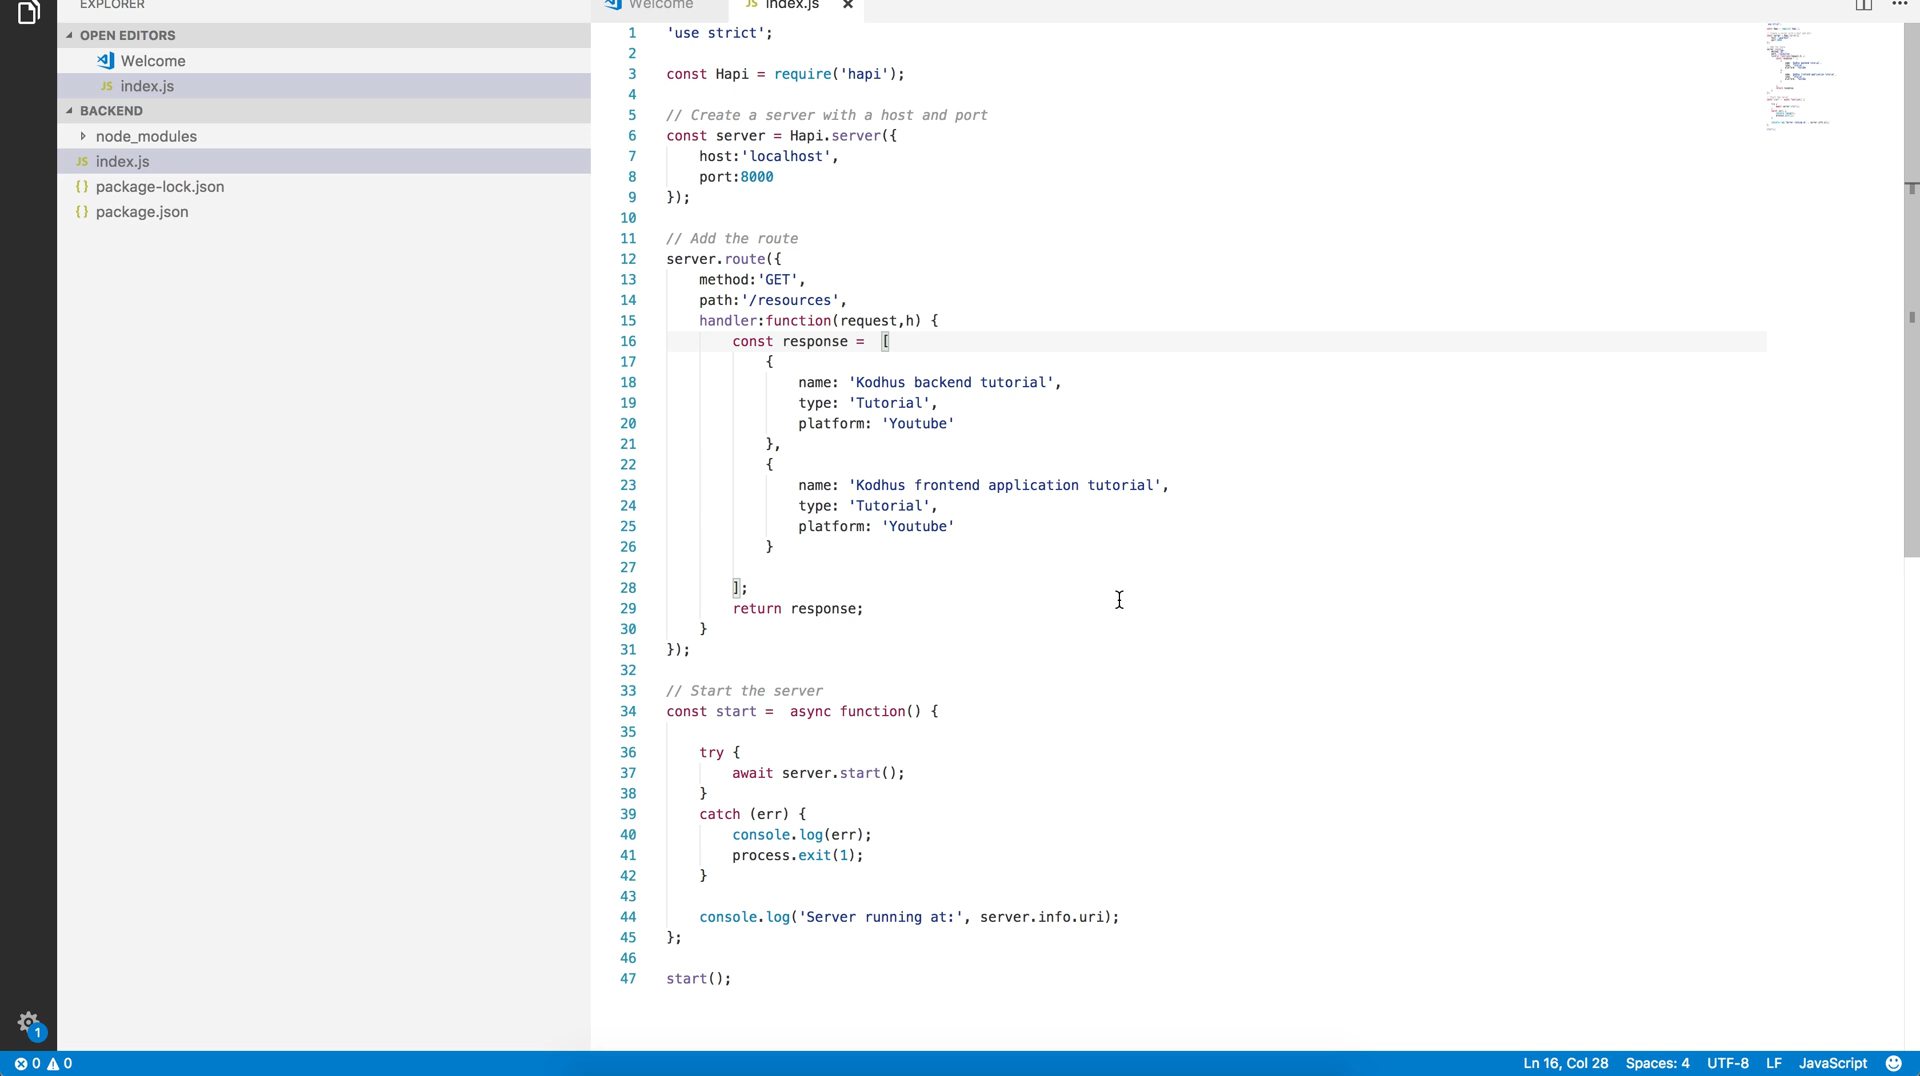 EXPLORER
Welcome
JS index.js
OPEN EDITORS
Welcome
JS index.js
BACKEND
node_modules
JS index.js
{} package-lock.json
{} package.json
1 'use strict';
2
3 const Hapi = require('hapi');
4
5 // Create a server with a host and port
6 const server = Hapi.server({
7     host:'localhost',
8     port:8000
9 });
10
11 // Add the route
12 server.route({
13     method:'GET',
14     path:'/resources',
15     handler:function(request,h) {
16         const response =  [
17             {
18                 name: 'Kodhus backend tutorial',
19                 type: 'Tutorial',
20                 platform: 'Youtube'
21             },
22             {
23                 name: 'Kodhus frontend application tutorial',
24                 type: 'Tutorial',
25                 platform: 'Youtube'
26             }
27
28         ];
29         return response;
30     }
31 });
32
33 // Start the server
34 const start =  async function() {
35
36     try {
37         await server.start();
38     }
39     catch (err) {
40         console.log(err);
41         process.exit(1);
42     }
43
44     console.log('Server running at:', server.info.uri);
45 };
46
47 start();
1
0 0
Ln 16, Col 28 Spaces: 4 UTF-8 LF JavaScript